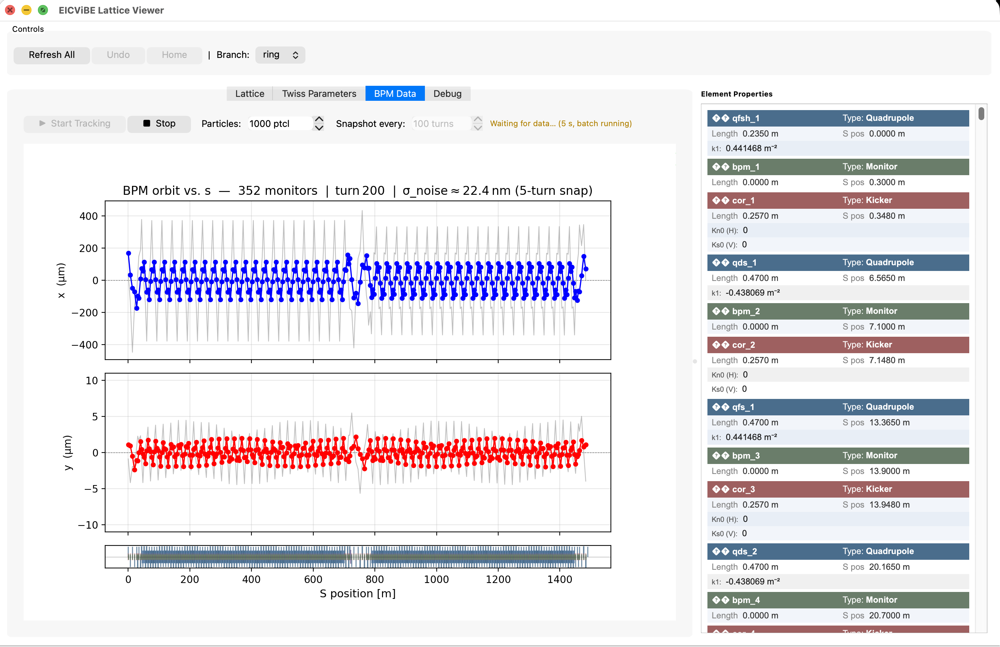 EICViBE Lattice Viewer
Controls
Refresh All Undo Home | Branch: ring
Lattice Twiss Parameters BPM Data Debug
Start Tracking Stop Particles: 1000 ptcl Snapshot every: 100 turns Waiting for data... (5 s, batch running)
BPM orbit vs. s — 352 monitors | turn 200 | σ_noise ≈ 22.4 nm (5-turn snap)
400
200
0
−200
−400
x (μm)
10
5
0
−5
−10
y (μm)
0 200 400 600 800 1000 1200 1400
S position [m]
Element Properties
qfsh_1 Type: Quadrupole
Length 0.2350 m S pos 0.0000 m
k1: 0.441468 m⁻²
bpm_1 Type: Monitor
Length 0.0000 m S pos 0.3000 m
cor_1 Type: Kicker
Length 0.2570 m S pos 0.3480 m
Kn0 (H): 0
Ks0 (V): 0
qds_1 Type: Quadrupole
Length 0.4700 m S pos 6.5650 m
k1: -0.438069 m⁻²
bpm_2 Type: Monitor
Length 0.0000 m S pos 7.1000 m
cor_2 Type: Kicker
Length 0.2570 m S pos 7.1480 m
Kn0 (H): 0
Ks0 (V): 0
qfs_1 Type: Quadrupole
Length 0.4700 m S pos 13.3650 m
k1: 0.441468 m⁻²
bpm_3 Type: Monitor
Length 0.0000 m S pos 13.9000 m
cor_3 Type: Kicker
Length 0.2570 m S pos 13.9480 m
Kn0 (H): 0
Ks0 (V): 0
qds_2 Type: Quadrupole
Length 0.4700 m S pos 20.1650 m
k1: -0.438069 m⁻²
bpm_4 Type: Monitor
Length 0.0000 m S pos 20.7000 m